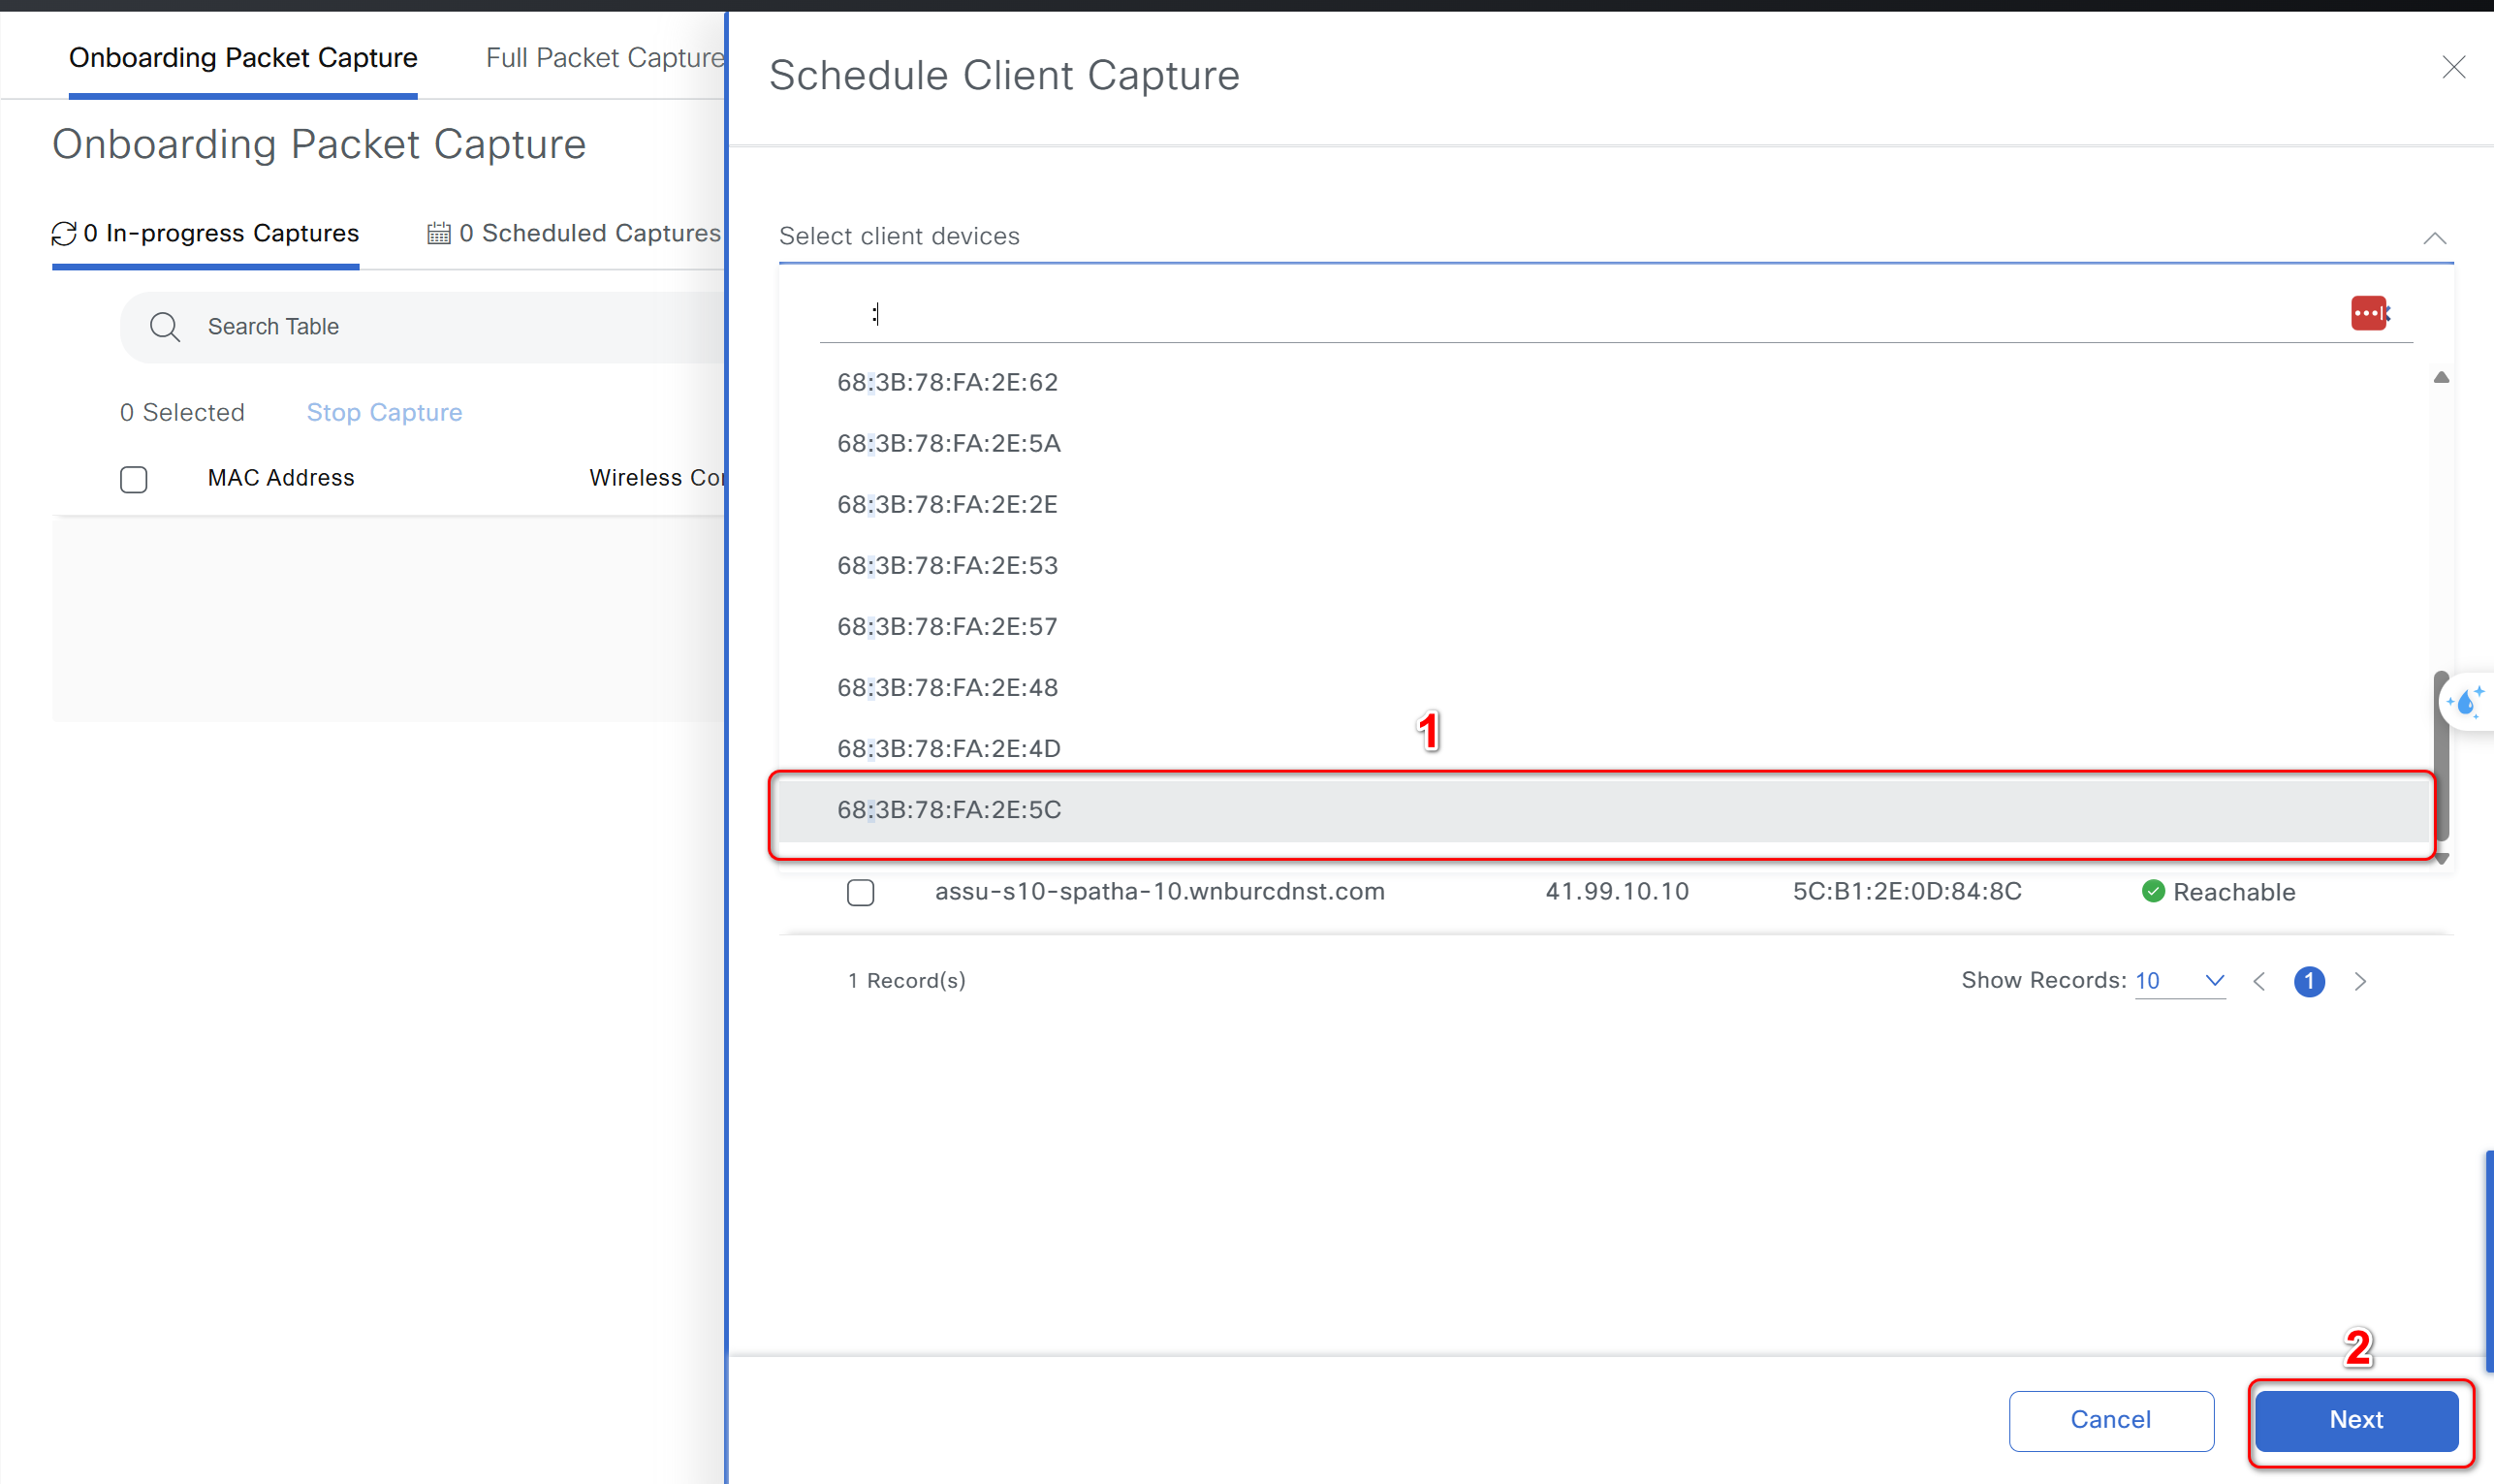 Onboarding Packet Capture
Full Packet Capture
Onboarding Packet Capture
0 In-progress Captures
0 Scheduled Captures
Search Table
0 Selected
Stop Capture
MAC Address
Wireless Con
Schedule Client Capture
Select client devices
:
68:3B:78:FA:2E:62
68:3B:78:FA:2E:5A
68:3B:78:FA:2E:2E
68:3B:78:FA:2E:53
68:3B:78:FA:2E:57
68:3B:78:FA:2E:48
1
68:3B:78:FA:2E:4D
68:3B:78:FA:2E:5C
assu-s10-spatha-10.wnburcdnst.com 41.99.10.10 5C:B1:2E:0D:84:8C Reachable
1 Record(s)
Show Records: 10 1
2
Cancel
Next